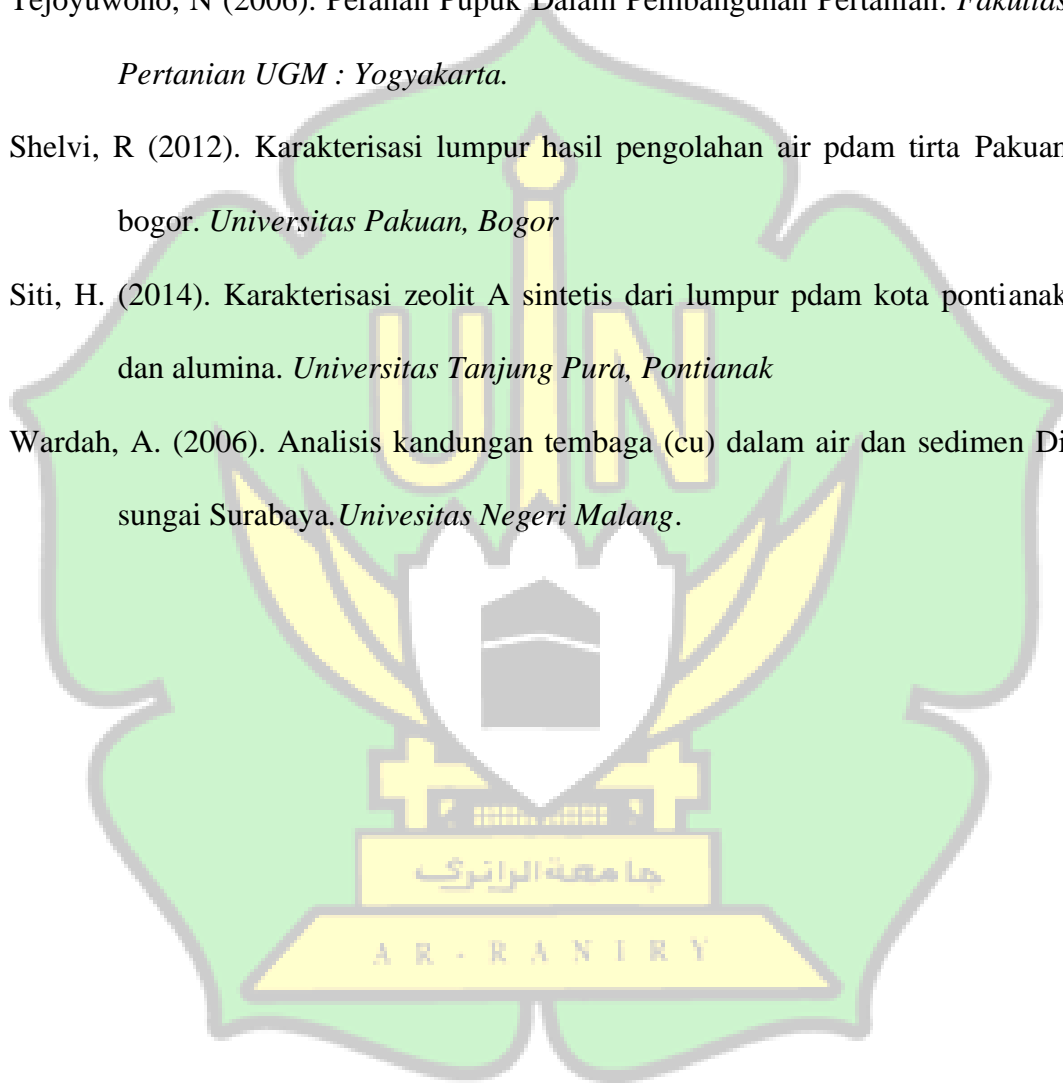 Tejoyuwono, N (2006). Peranan Pupuk Dalam Pembangunan Pertanian. Fakultas
Pertanian UGM : Yogyakarta.
Shelvi, R (2012). Karakterisasi lumpur hasil pengolahan air pdam tirta Pakuan
bogor. Universitas Pakuan, Bogor
Siti, H. (2014). Karakterisasi zeolit A sintetis dari lumpur pdam kota pontianak
dan alumina. Universitas Tanjung Pura, Pontianak
Wardah, A. (2006). Analisis kandungan tembaga (cu) dalam air dan sedimen Di
sungai Surabaya.Univesitas Negeri Malang.
UIN
جامعة الرانري
AR-RANIRY